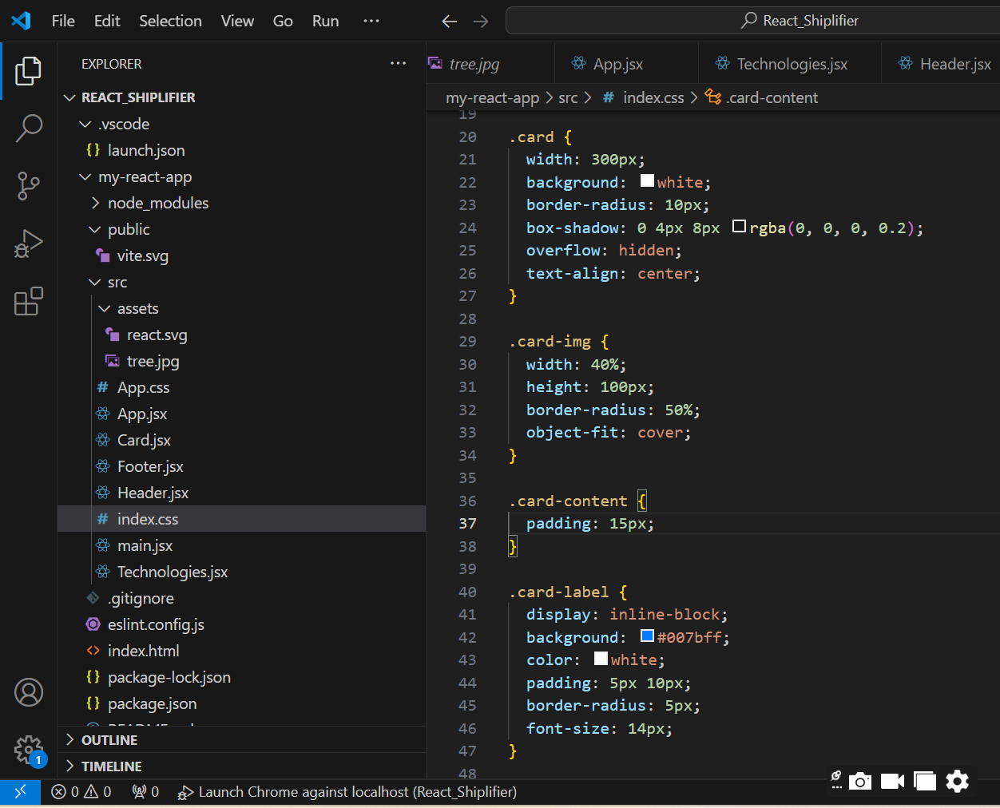 File Edit Selection View Go Run ···
React_Shiplifier
EXPLORER ···
tree.jpg App.jsx Technologies.jsx Header.jsx
my-react-app > src > # index.css > .card-content
REACT_SHIPLIFIER
.vscode
{} launch.json
my-react-app
node_modules
public
vite.svg
src
assets
react.svg
tree.jpg
# App.css
App.jsx
Card.jsx
Footer.jsx
Header.jsx
# index.css
main.jsx
Technologies.jsx
.gitignore
eslint.config.js
<> index.html
{} package-lock.json
{} package.json
OUTLINE
TIMELINE
19
20 .card {
21 width: 300px;
22 background: white;
23 border-radius: 10px;
24 box-shadow: 0 4px 8px rgba(0, 0, 0, 0.2);
25 overflow: hidden;
26 text-align: center;
27 }
28
29 .card-img {
30 width: 40%;
31 height: 100px;
32 border-radius: 50%;
33 object-fit: cover;
34 }
35
36 .card-content {
37 padding: 15px;
38 }
39
40 .card-label {
41 display: inline-block;
42 background: #007bff;
43 color: white;
44 padding: 5px 10px;
45 border-radius: 5px;
46 font-size: 14px;
47 }
48
1
0 0 0 Launch Chrome against localhost (React_Shiplifier)